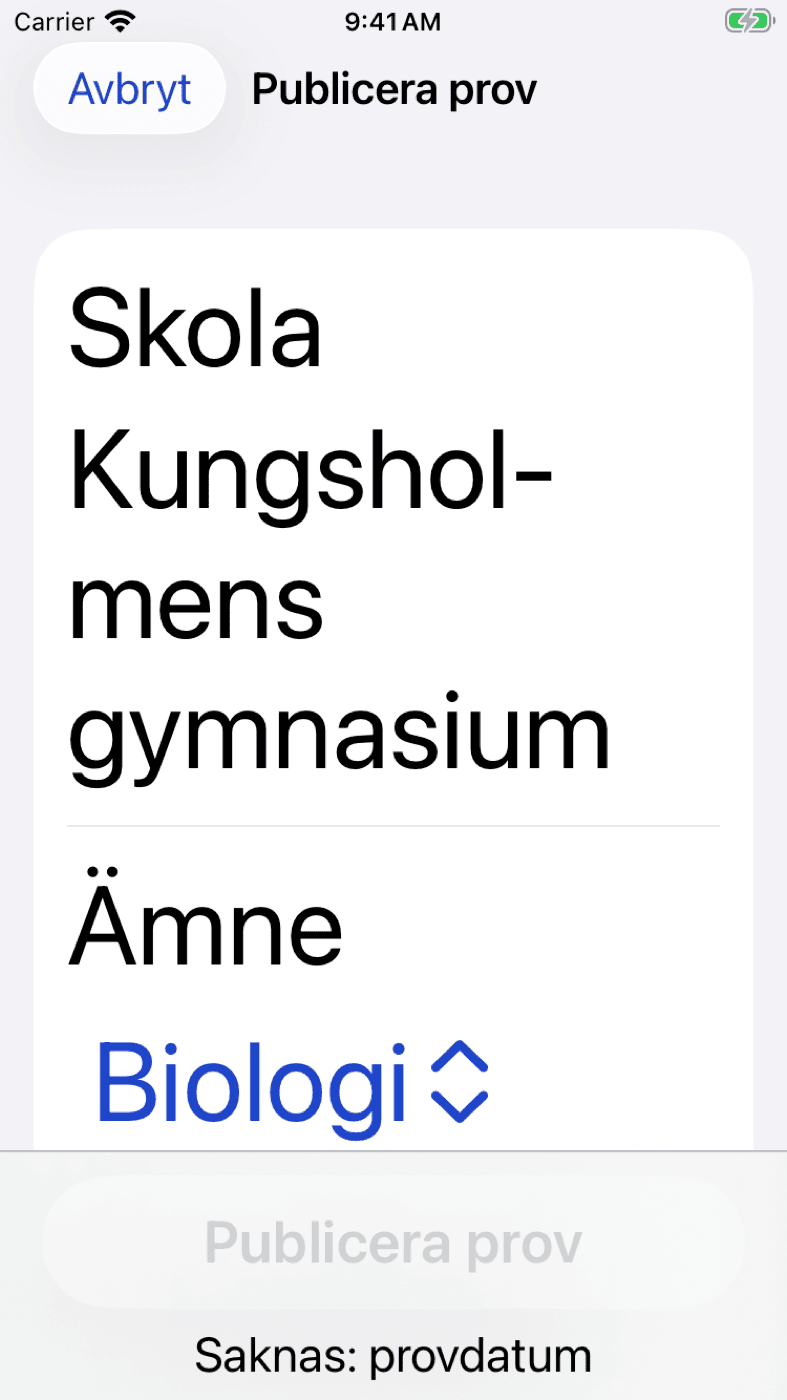 Carrier 9:41 AM
Avbryt Publicera prov
Skola
Kungshol-
mens
gymnasium
Ämne
Biologi
Publicera prov
Saknas: provdatum